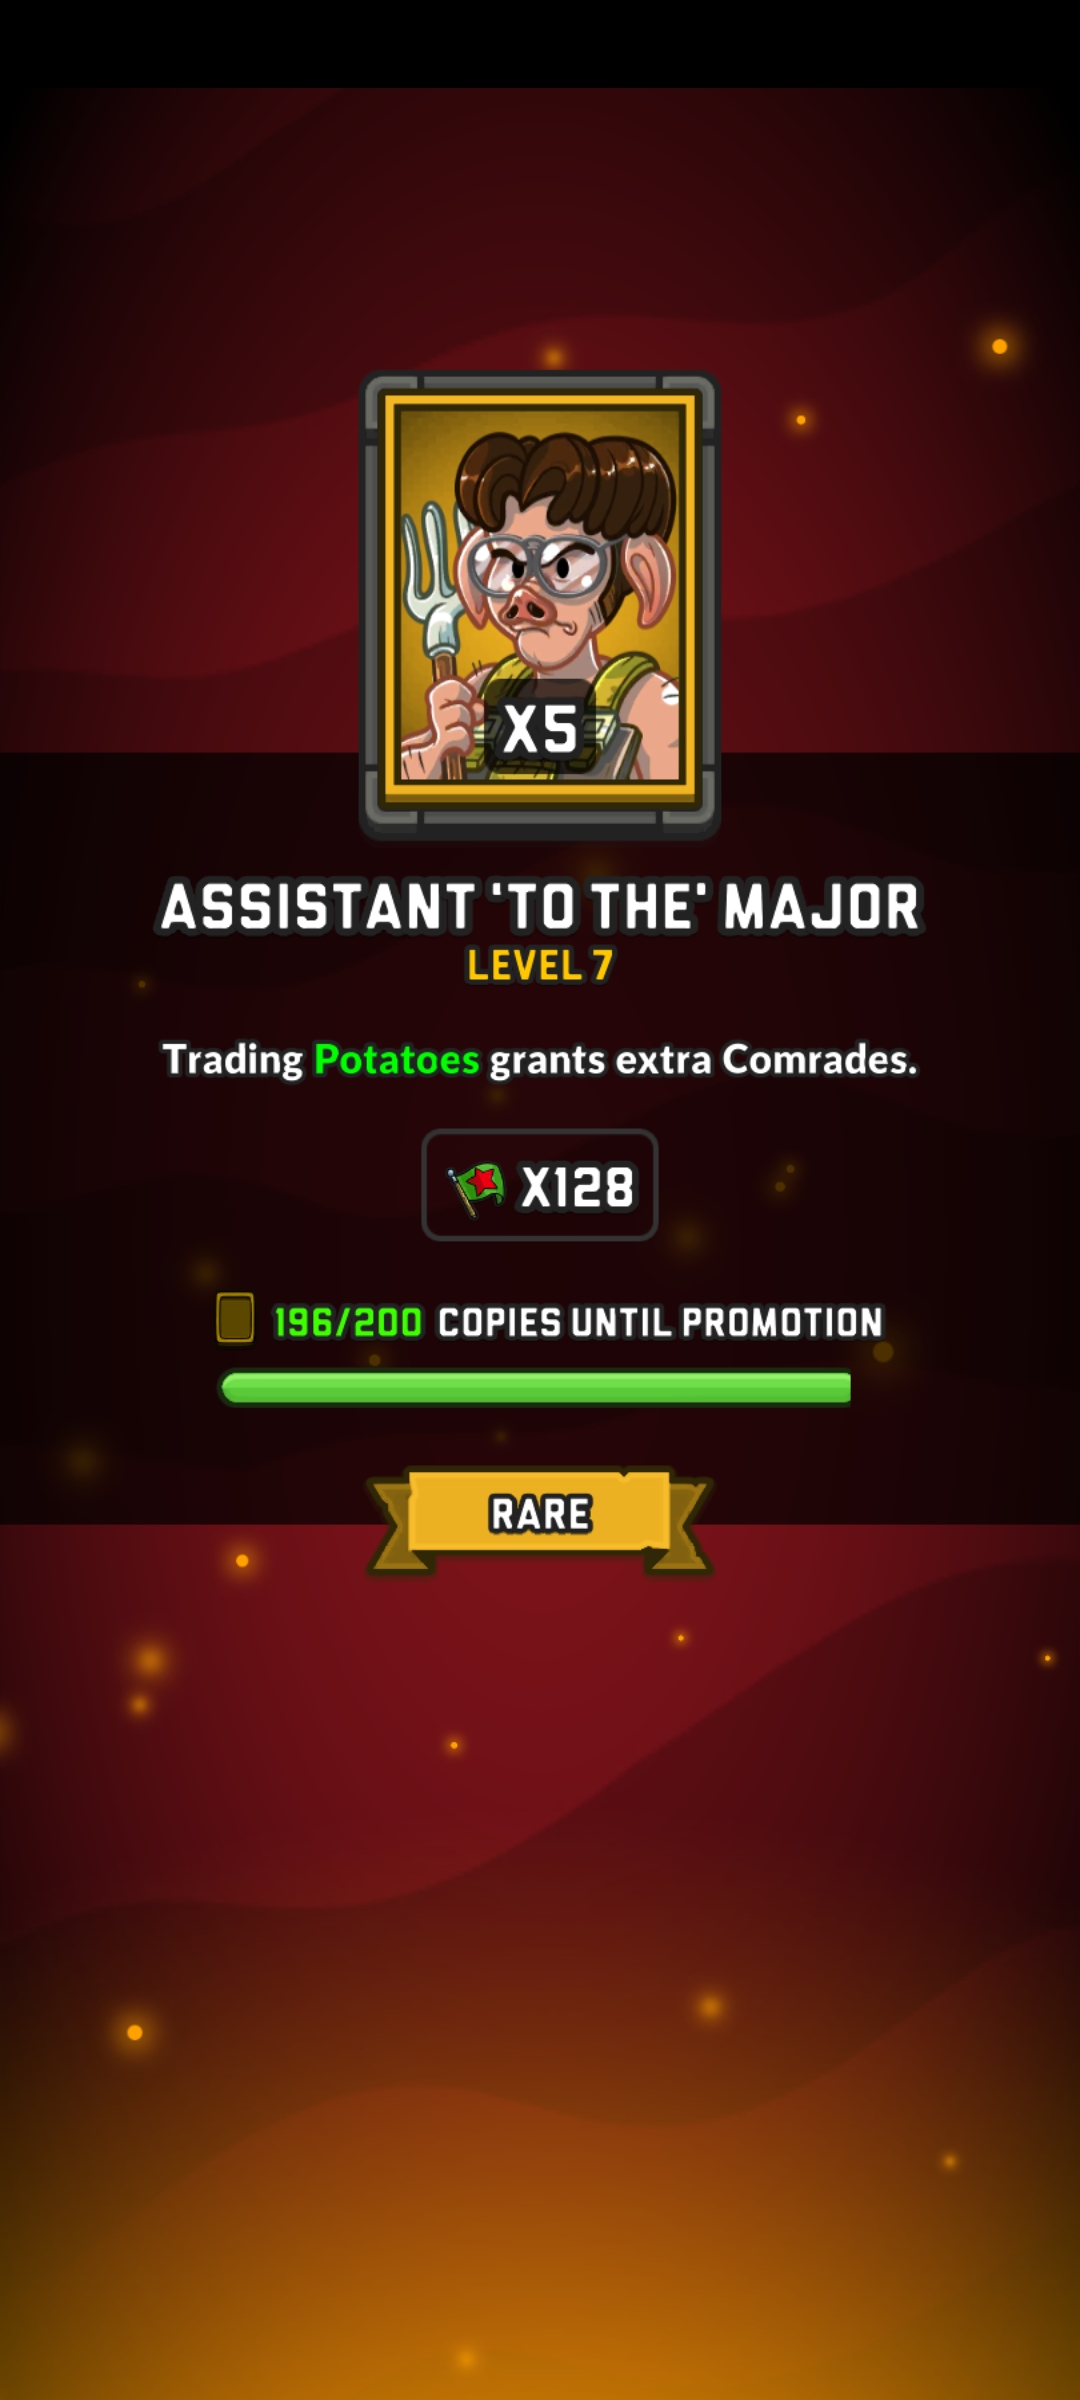 X5
ASSISTANT 'TO THE' MAJOR
LEVEL 7
Trading Potatoes grants extra Comrades.
X128
196/200 COPIES UNTIL PROMOTION
RARE